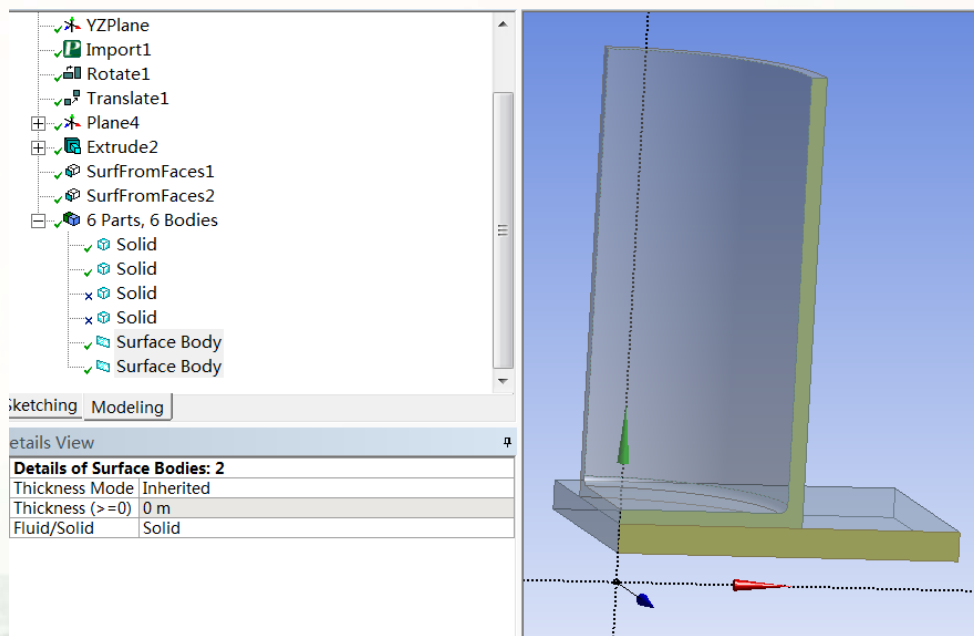 YZPlane
Import1
Rotate1
Translate1
Plane4
Extrude2
SurfFromFaces1
SurfFromFaces2
6 Parts, 6 Bodies
Solid
Solid
Solid
Solid
Surface Body
Surface Body
Sketching Modeling
etails View
Details of Surface Bodies: 2
Thickness Mode Inherited
Thickness (>=0) 0 m
Fluid/Solid Solid